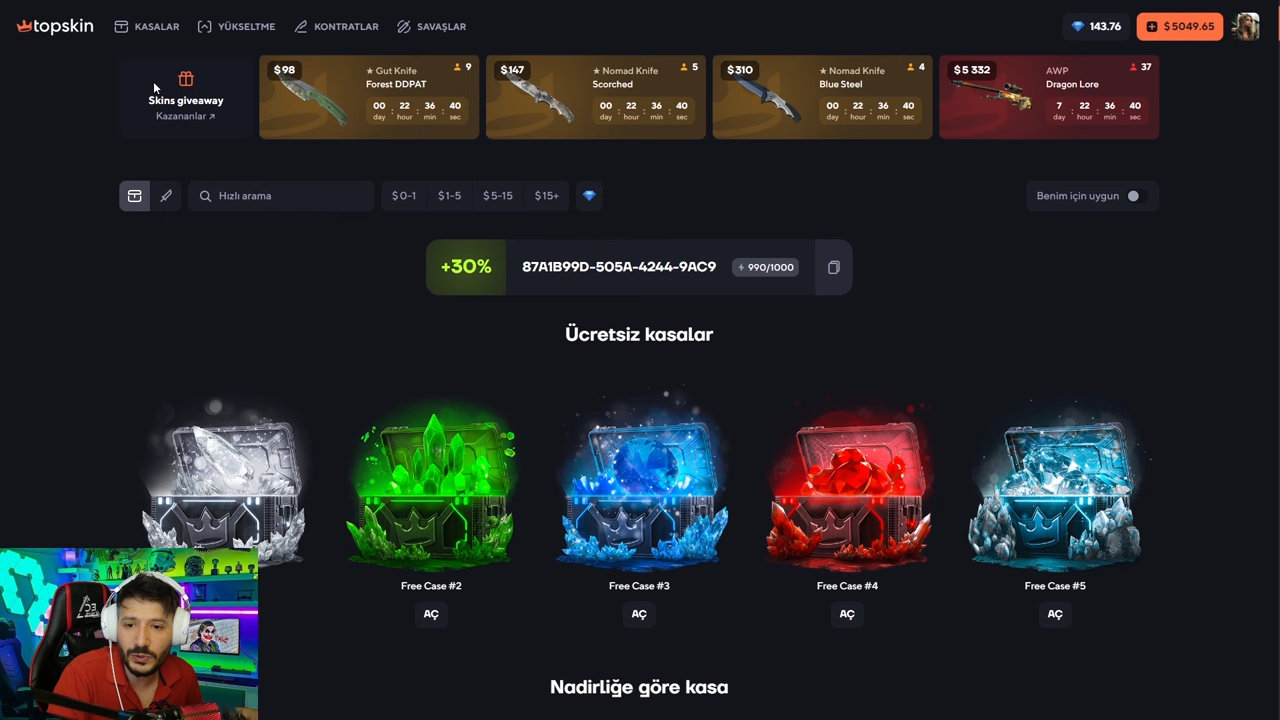 topskin KASALAR YÜKSELTME KONTRATLAR SAVAŞLAR 143.76 $5049.65
Skins giveaway
Kazananlar ↗
$98 ★ Gut Knife 9
Forest DDPAT
00 : 22 : 36 : 40
day hour min sec
$147 ★ Nomad Knife 5
Scorched
00 : 22 : 36 : 40
day hour min sec
$310 ★ Nomad Knife 4
Blue Steel
00 : 22 : 36 : 40
day hour min sec
$5 332 AWP 37
Dragon Lore
7 : 22 : 36 : 40
day hour min sec
Hızlı arama $0-1 $1-5 $5-15 $15+ Benim için uygun
+30% 87A1B99D-505A-4244-9AC9 990/1000
Ücretsiz kasalar
Free Case #2 Free Case #3 Free Case #4 Free Case #5
AÇ AÇ AÇ AÇ
Nadirliğe göre kasa